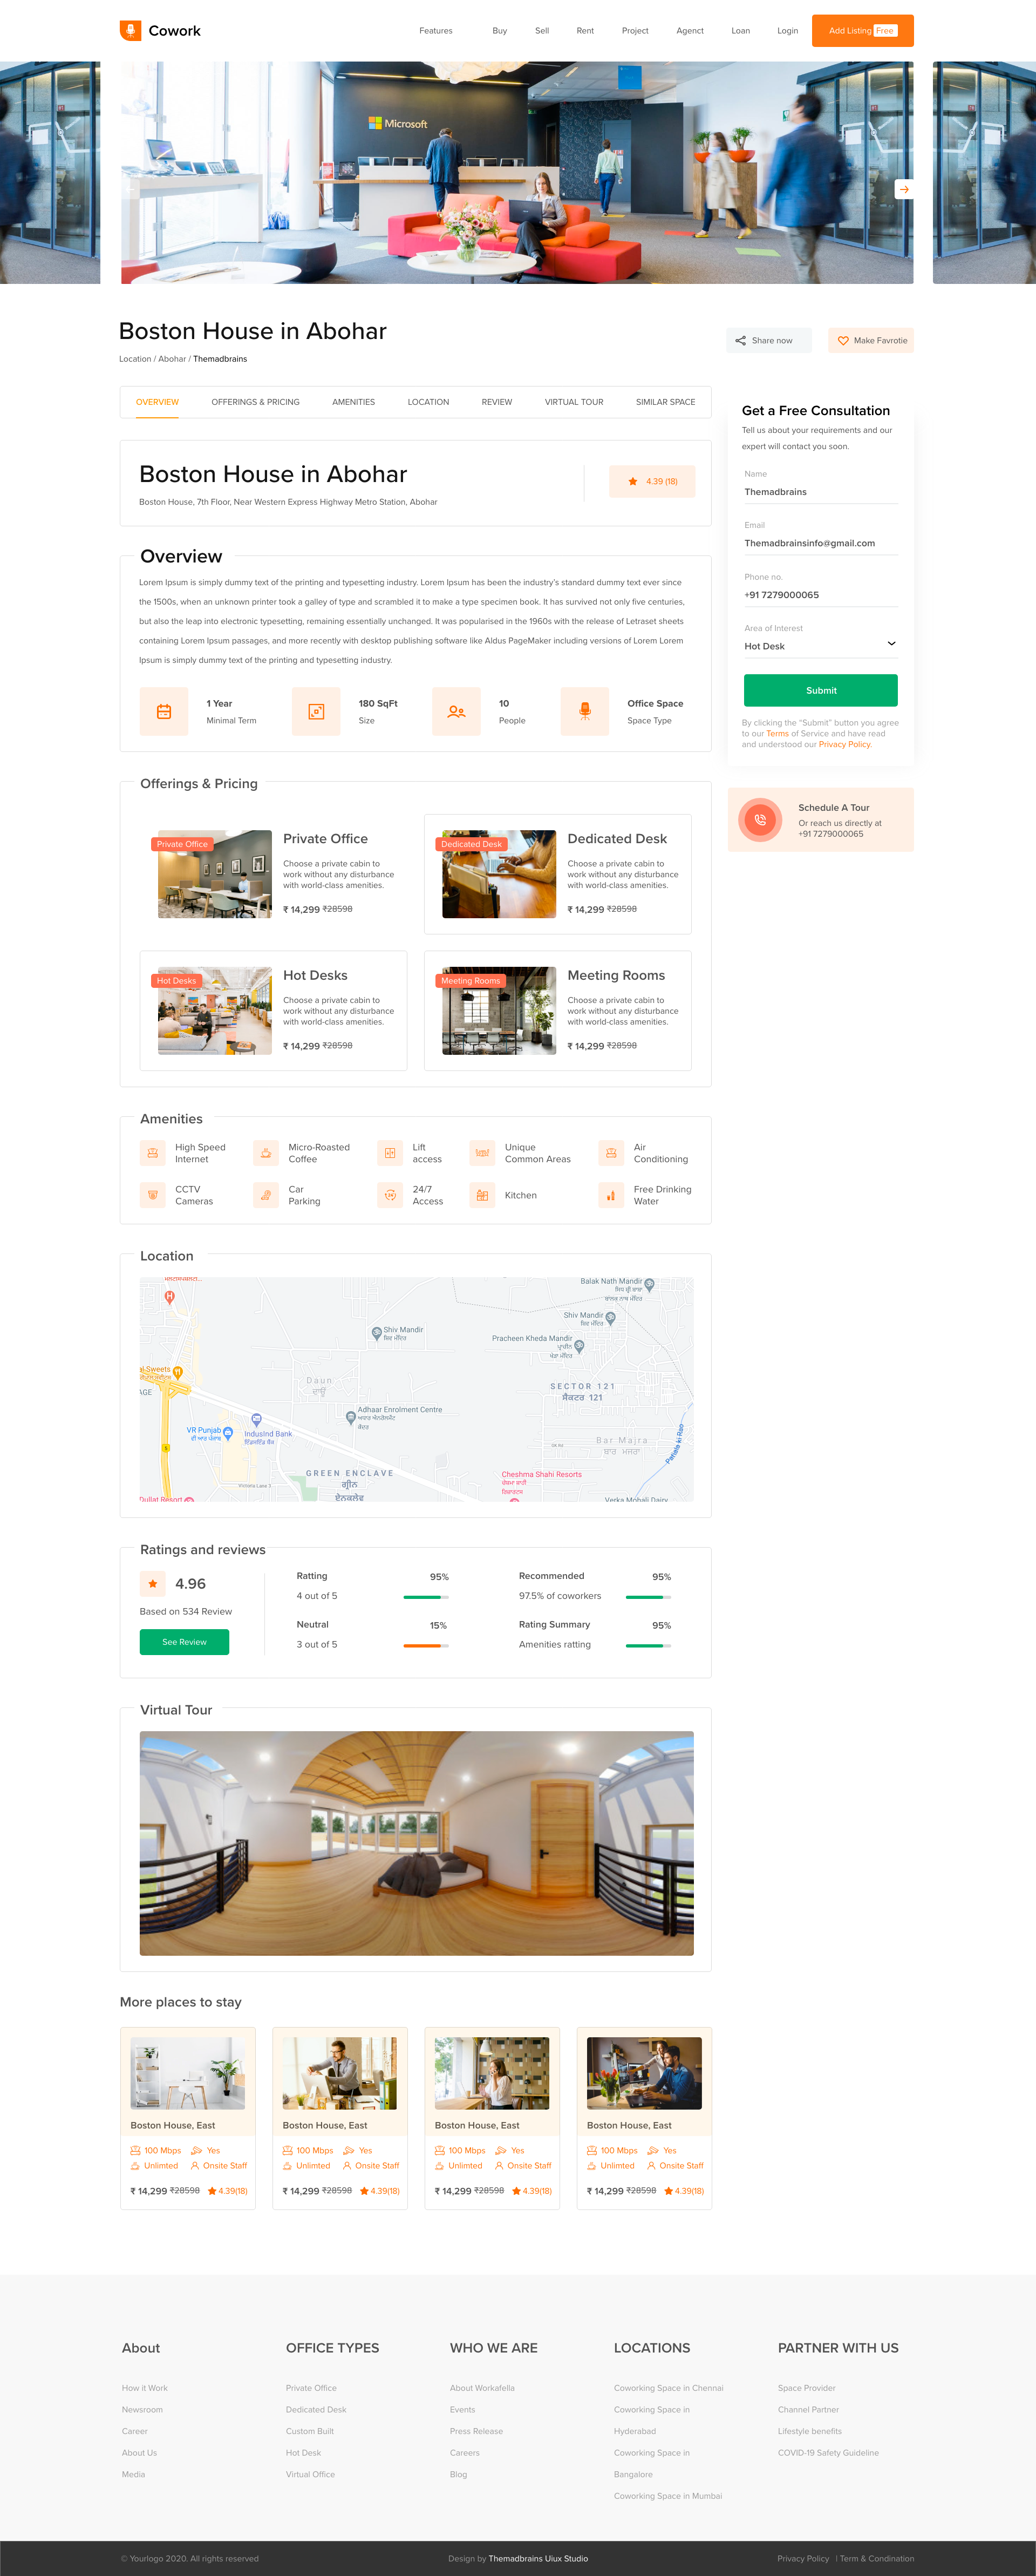 Cowork
Features Buy Sell Rent Project Agenct Loan Login Add Listing Free
Microsoft
Boston House in Abohar
Location / Abohar / Themadbrains
Share now
Make Favrotie
OVERVIEW OFFERINGS & PRICING AMENITIES LOCATION REVIEW VIRTUAL TOUR SIMILAR SPACE
Boston House in Abohar
Boston House, 7th Floor, Near Western Express Highway Metro Station, Abohar
4.39 (18)
Overview
Lorem Ipsum is simply dummy text of the printing and typesetting industry. Lorem Ipsum has been the industry's standard dummy text ever since
the 1500s, when an unknown printer took a galley of type and scrambled it to make a type specimen book. It has survived not only five centuries,
but also the leap into electronic typesetting, remaining essentially unchanged. It was popularised in the 1960s with the release of Letraset sheets
containing Lorem Ipsum passages, and more recently with desktop publishing software like Aldus PageMaker including versions of Lorem Lorem
Ipsum is simply dummy text of the printing and typesetting industry.
1 Year
Minimal Term
180 SqFt
Size
10
People
Office Space
Space Type
Get a Free Consultation
Tell us about your requirements and our
expert will contact you soon.
Name
Themadbrains
Email
Themadbrainsinfo@gmail.com
Phone no.
+91 7279000065
Area of Interest
Hot Desk
Submit
By clicking the “Submit” button you agree
to our Terms of Service and have read
and understood our Privacy Policy.
Schedule A Tour
Or reach us directly at
+91 7279000065
Offerings & Pricing
Private Office
Private Office
Choose a private cabin to
work without any disturbance
with world-class amenities.
₹ 14,299 ₹28598
Dedicated Desk
Dedicated Desk
Choose a private cabin to
work without any disturbance
with world-class amenities.
₹ 14,299 ₹28598
Hot Desks
Hot Desks
Choose a private cabin to
work without any disturbance
with world-class amenities.
₹ 14,299 ₹28598
Meeting Rooms
Meeting Rooms
Choose a private cabin to
work without any disturbance
with world-class amenities.
₹ 14,299 ₹28598
Amenities
High Speed
Internet
Micro-Roasted
Coffee
Lift
access
Unique
Common Areas
Air
Conditioning
CCTV
Cameras
Car
Parking
24/7
Access
Kitchen
Free Drinking
Water
Location
Balak Nath Mandir
Shiv Mandir
Shiv Mandir
ਸ਼ਿਵ ਮੰਦਿਰ
Pracheen Kheda Mandir
al Sweets
AGE
Daun
ਦਾਊਂ
SECTOR 121
ਸੈਕਟਰ 121
Adhaar Enrolment Centre
VR Punjab
IndusInd Bank
Bar Majra
ਬਾਰ ਮਜਰਾ
Patiala ki Rao
5
GREEN ENCLAVE
ਗ੍ਰੀਨ
ਏਨਕਲੇਵ
Victoria Lane 5
Cheshma Shahi Resorts
Dullat Resort
Verka Mohali Dairy
Ratings and reviews
4.96
Based on 534 Review
See Review
Ratting 95%
4 out of 5
Recommended 95%
97.5% of coworkers
Neutral 15%
3 out of 5
Rating Summary 95%
Amenities ratting
Virtual Tour
More places to stay
Boston House, East
100 Mbps Yes
Unlimted Onsite Staff
₹ 14,299 ₹28598 4.39(18)
Boston House, East
100 Mbps Yes
Unlimted Onsite Staff
₹ 14,299 ₹28598 4.39(18)
Boston House, East
100 Mbps Yes
Unlimted Onsite Staff
₹ 14,299 ₹28598 4.39(18)
Boston House, East
100 Mbps Yes
Unlimted Onsite Staff
₹ 14,299 ₹28598 4.39(18)
About
How it Work
Newsroom
Career
About Us
Media
OFFICE TYPES
Private Office
Dedicated Desk
Custom Built
Hot Desk
Virtual Office
WHO WE ARE
About Workafella
Events
Press Release
Careers
Blog
LOCATIONS
Coworking Space in Chennai
Coworking Space in
Hyderabad
Coworking Space in
Bangalore
Coworking Space in Mumbai
PARTNER WITH US
Space Provider
Channel Partner
Lifestyle benefits
COVID-19 Safety Guideline
© Yourlogo 2020. All rights reserved
Design by Themadbrains Uiux Studio
Privacy Policy | Term & Condination